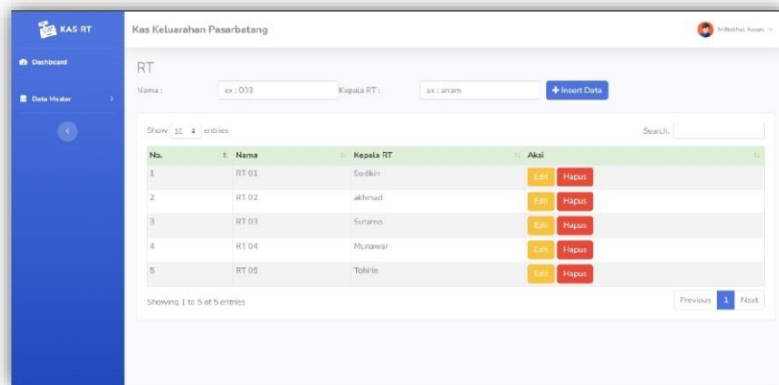 KAS RT
Kas Keluarahan Pasarbatang
Dashboard
Data Master
RT
Nama :
ex : 003
Kepala RT :
ex : anam
+ Insert Data
Show 10 entries
Search:
No. Nama Kepala RT Aksi
1 RT 01 Sodikin Edit Hapus
2 RT 02 akhmad Edit Hapus
3 RT 03 Sutarno Edit Hapus
4 RT 04 Munawar Edit Hapus
5 RT 05 Tohirin Edit Hapus
Showing 1 to 5 of 5 entries
Previous 1 Next